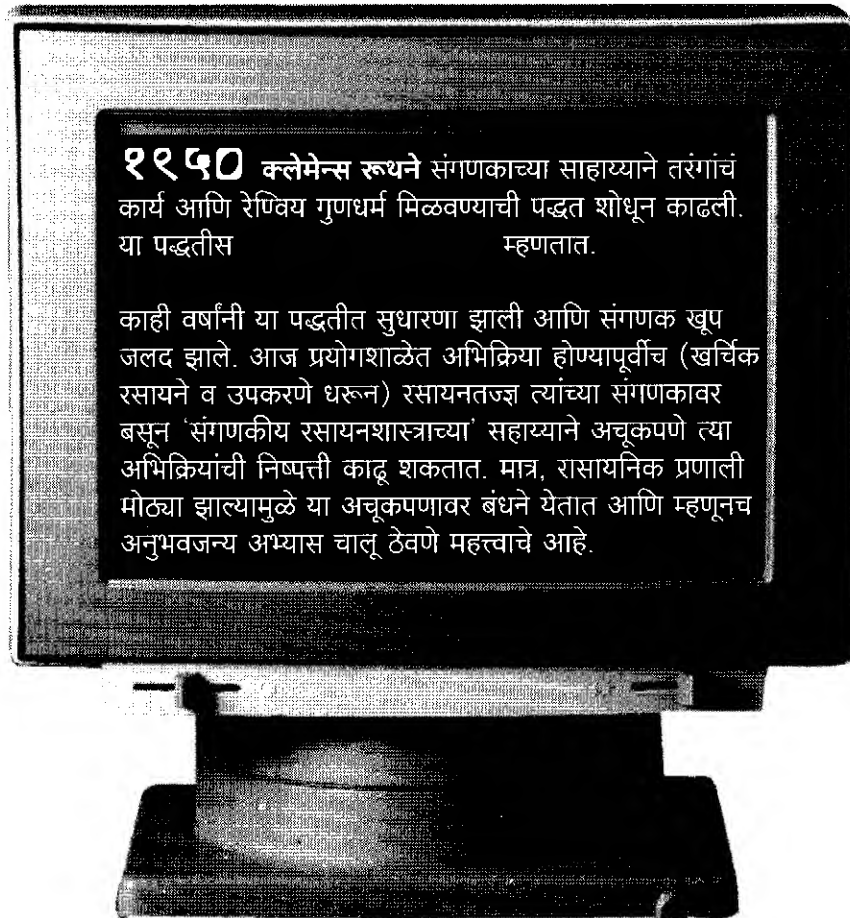 १९५० क्लेमेन्स रूथने संगणकाच्या साहाय्याने तरंगांचं
कार्य आणि रेण्विय गुणधर्म मिळवण्याची पद्धत शोधून काढली.
या पद्धतीस म्हणतात.
काही वर्षांनी या पद्धतीत सुधारणा झाली आणि संगणक खूप
जलद झाले. आज प्रयोगशाळेत अभिक्रिया होण्यापूर्वीच (खर्चिक
रसायने व उपकरणे धरून) रसायनतज्ज्ञ त्यांच्या संगणकावर
बसून ‘संगणकीय रसायनशास्त्राच्या’ सहाय्याने अचूकपणे त्या
अभिक्रियांची निष्पत्ती काढू शकतात. मात्र, रासायनिक प्रणाली
मोठ्या झाल्यामुळे या अचूकपणावर बंधने येतात आणि म्हणूनच
अनुभवजन्य अभ्यास चालू ठेवणे महत्त्वाचे आहे.